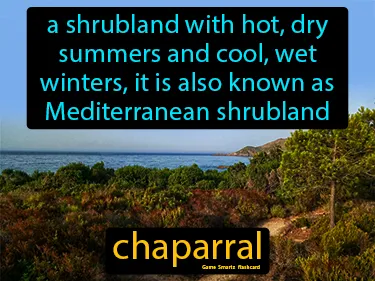 a shrubland with hot, dry
summers and cool, wet
winters, it is also known as
Mediterranean shrubland
chaparral
Game Smartz flashcard